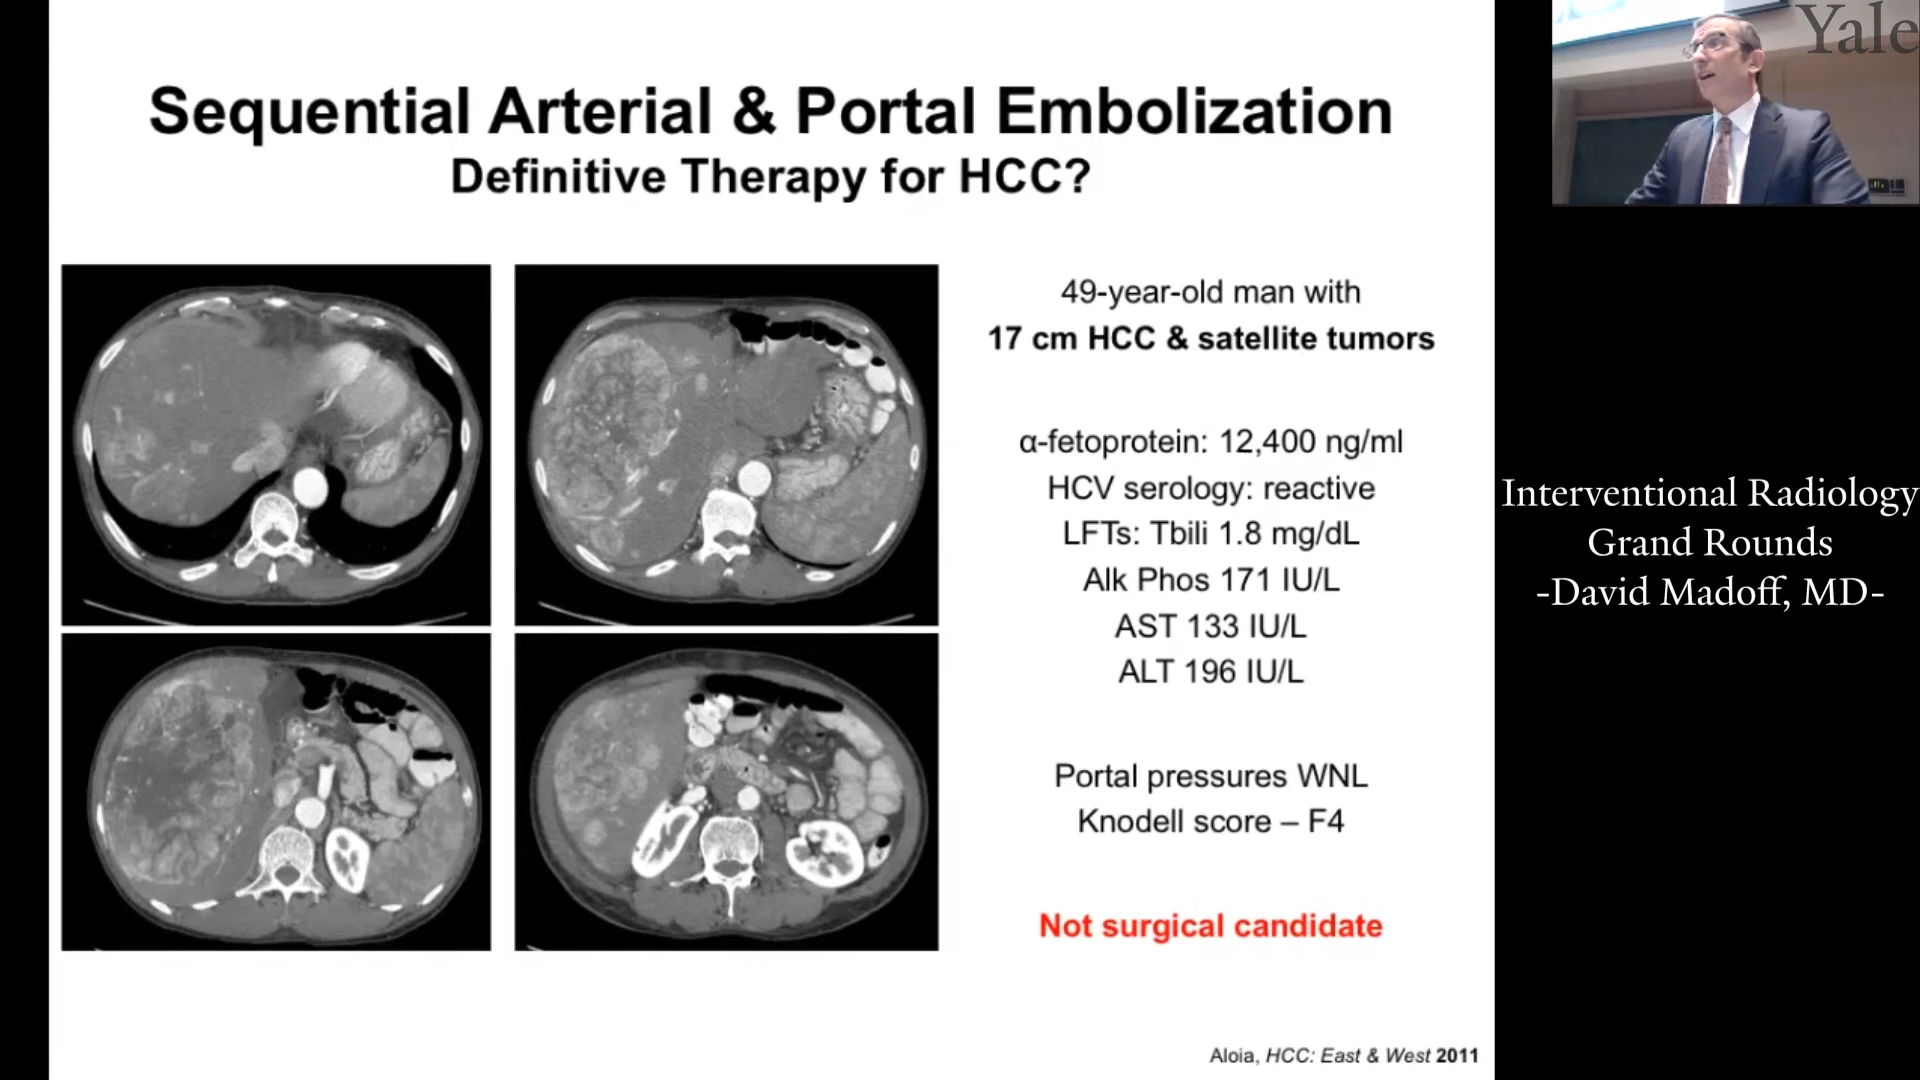 Sequential Arterial & Portal Embolization
Definitive Therapy for HCC?
49-year-old man with
17 cm HCC & satellite tumors
α-fetoprotein: 12,400 ng/ml
HCV serology: reactive
LFTs: Tbili 1.8 mg/dL
Alk Phos 171 IU/L
AST 133 IU/L
ALT 196 IU/L
Portal pressures WNL
Knodell score – F4
Not surgical candidate
Aloia, HCC: East & West 2011
Yale
Interventional Radiology
Grand Rounds
-David Madoff, MD-